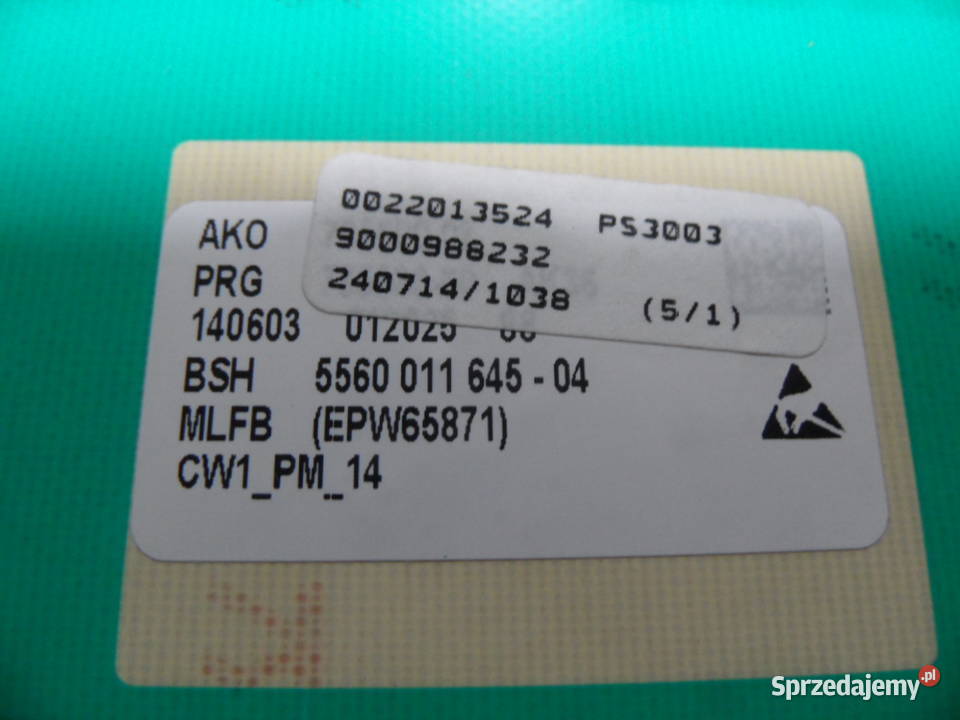 0022013524 PS3003
9000988232
240714/1038 (5/1)
AKO
PRG
140603 012025
BSH 5560 011 645 - 04
MLFB (EPW65871)
CW1_PM_14
Sprzedajemy.pl